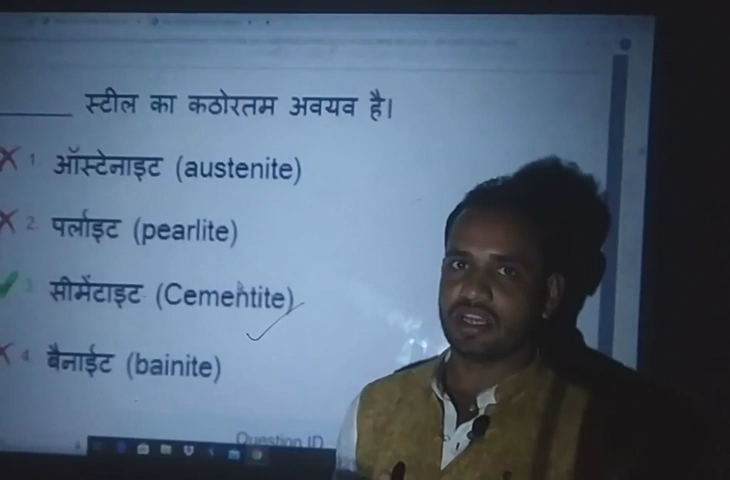 ________ स्टील का कठोरतम अवयव है।
1. ऑस्टेनाइट (austenite)
2. पर्लाइट (pearlite)
3. सीमेंटाइट (Cementite)
4. बैनाईट (bainite)
Question ID